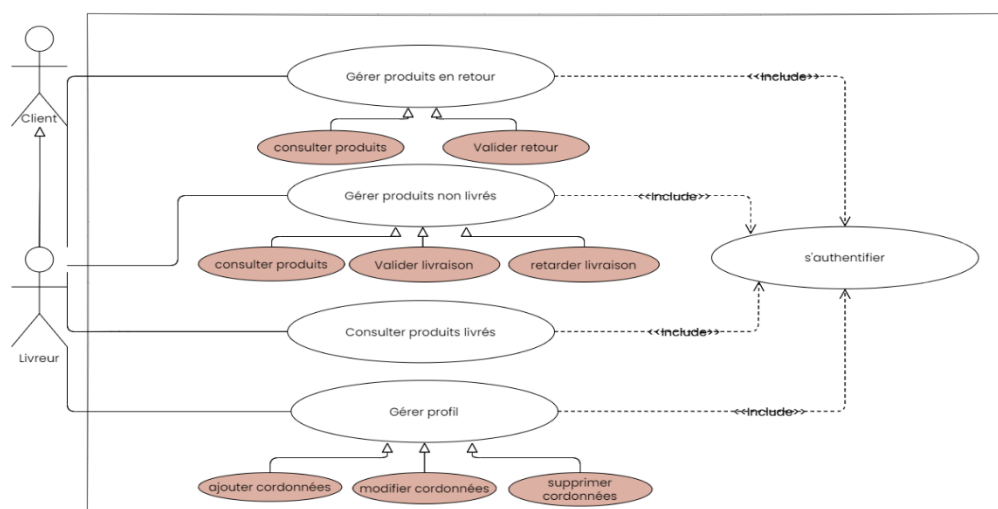 Gérer produits en retour
<<Include>>
Client
consulter produits
Valider retour
Gérer produits non livrés
<<Include>>
consulter produits
Valider livraison
retarder livraison
s'authentifier
Consulter produits livrés
<<Include>>
Livreur
Gérer profil
<<Include>>
ajouter cordonnées
modifier cordonnées
supprimer
cordonnées